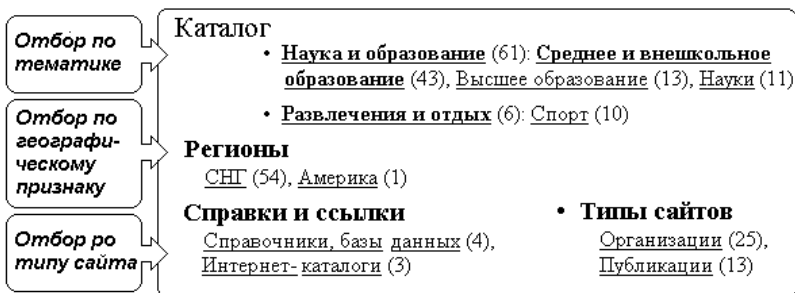 Отбор по
тематике
Отбор по
географи-
ческому
признаку
Отбор ро
типу сайта
Каталог
• Наука и образование (61): Среднее и внешкольное
образование (43), Высшее образование (13), Науки (11)
• Развлечения и отдых (6): Спорт (10)
Регионы
СНГ (54), Америка (1)
Справки и ссылки
Справочники, базы данных (4),
Интернет- каталоги (3)
• Типы сайтов
Организации (25),
Публикации (13)